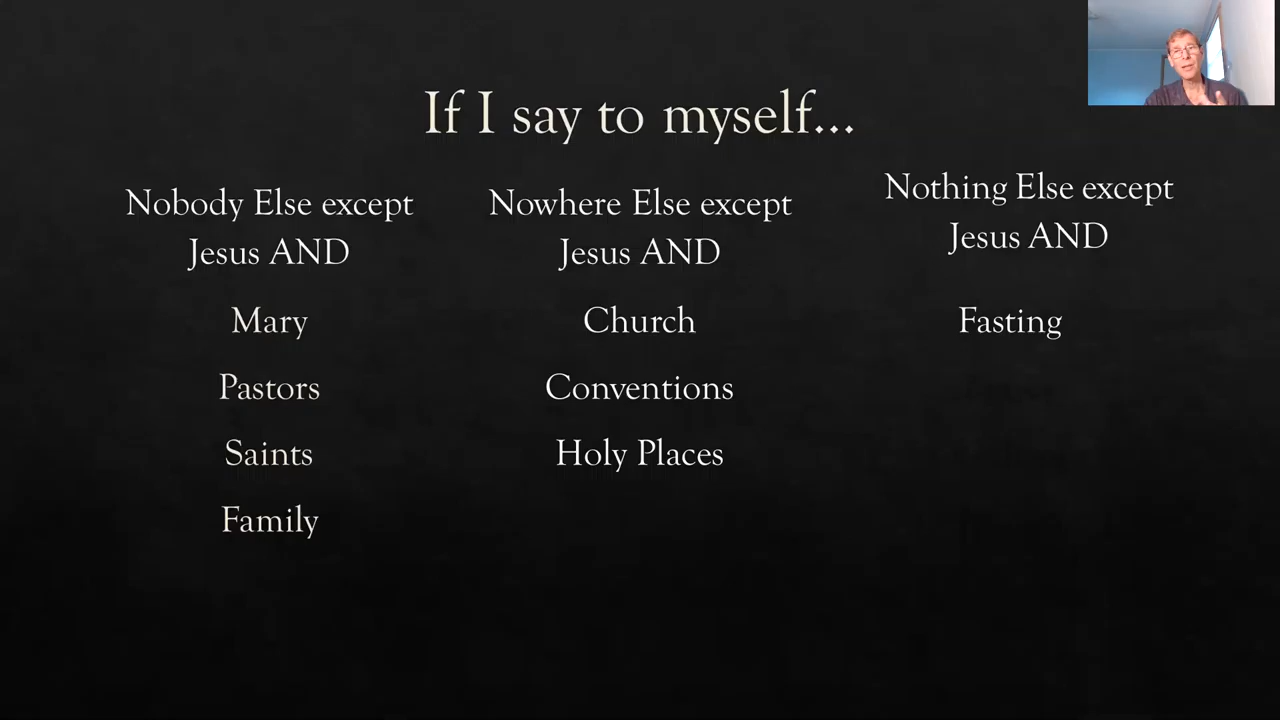 If I say to myself...
Nobody Else except
Jesus AND
Mary
Pastors
Saints
Family
Nowhere Else except
Jesus AND
Church
Conventions
Holy Places
Nothing Else except
Jesus AND
Fasting